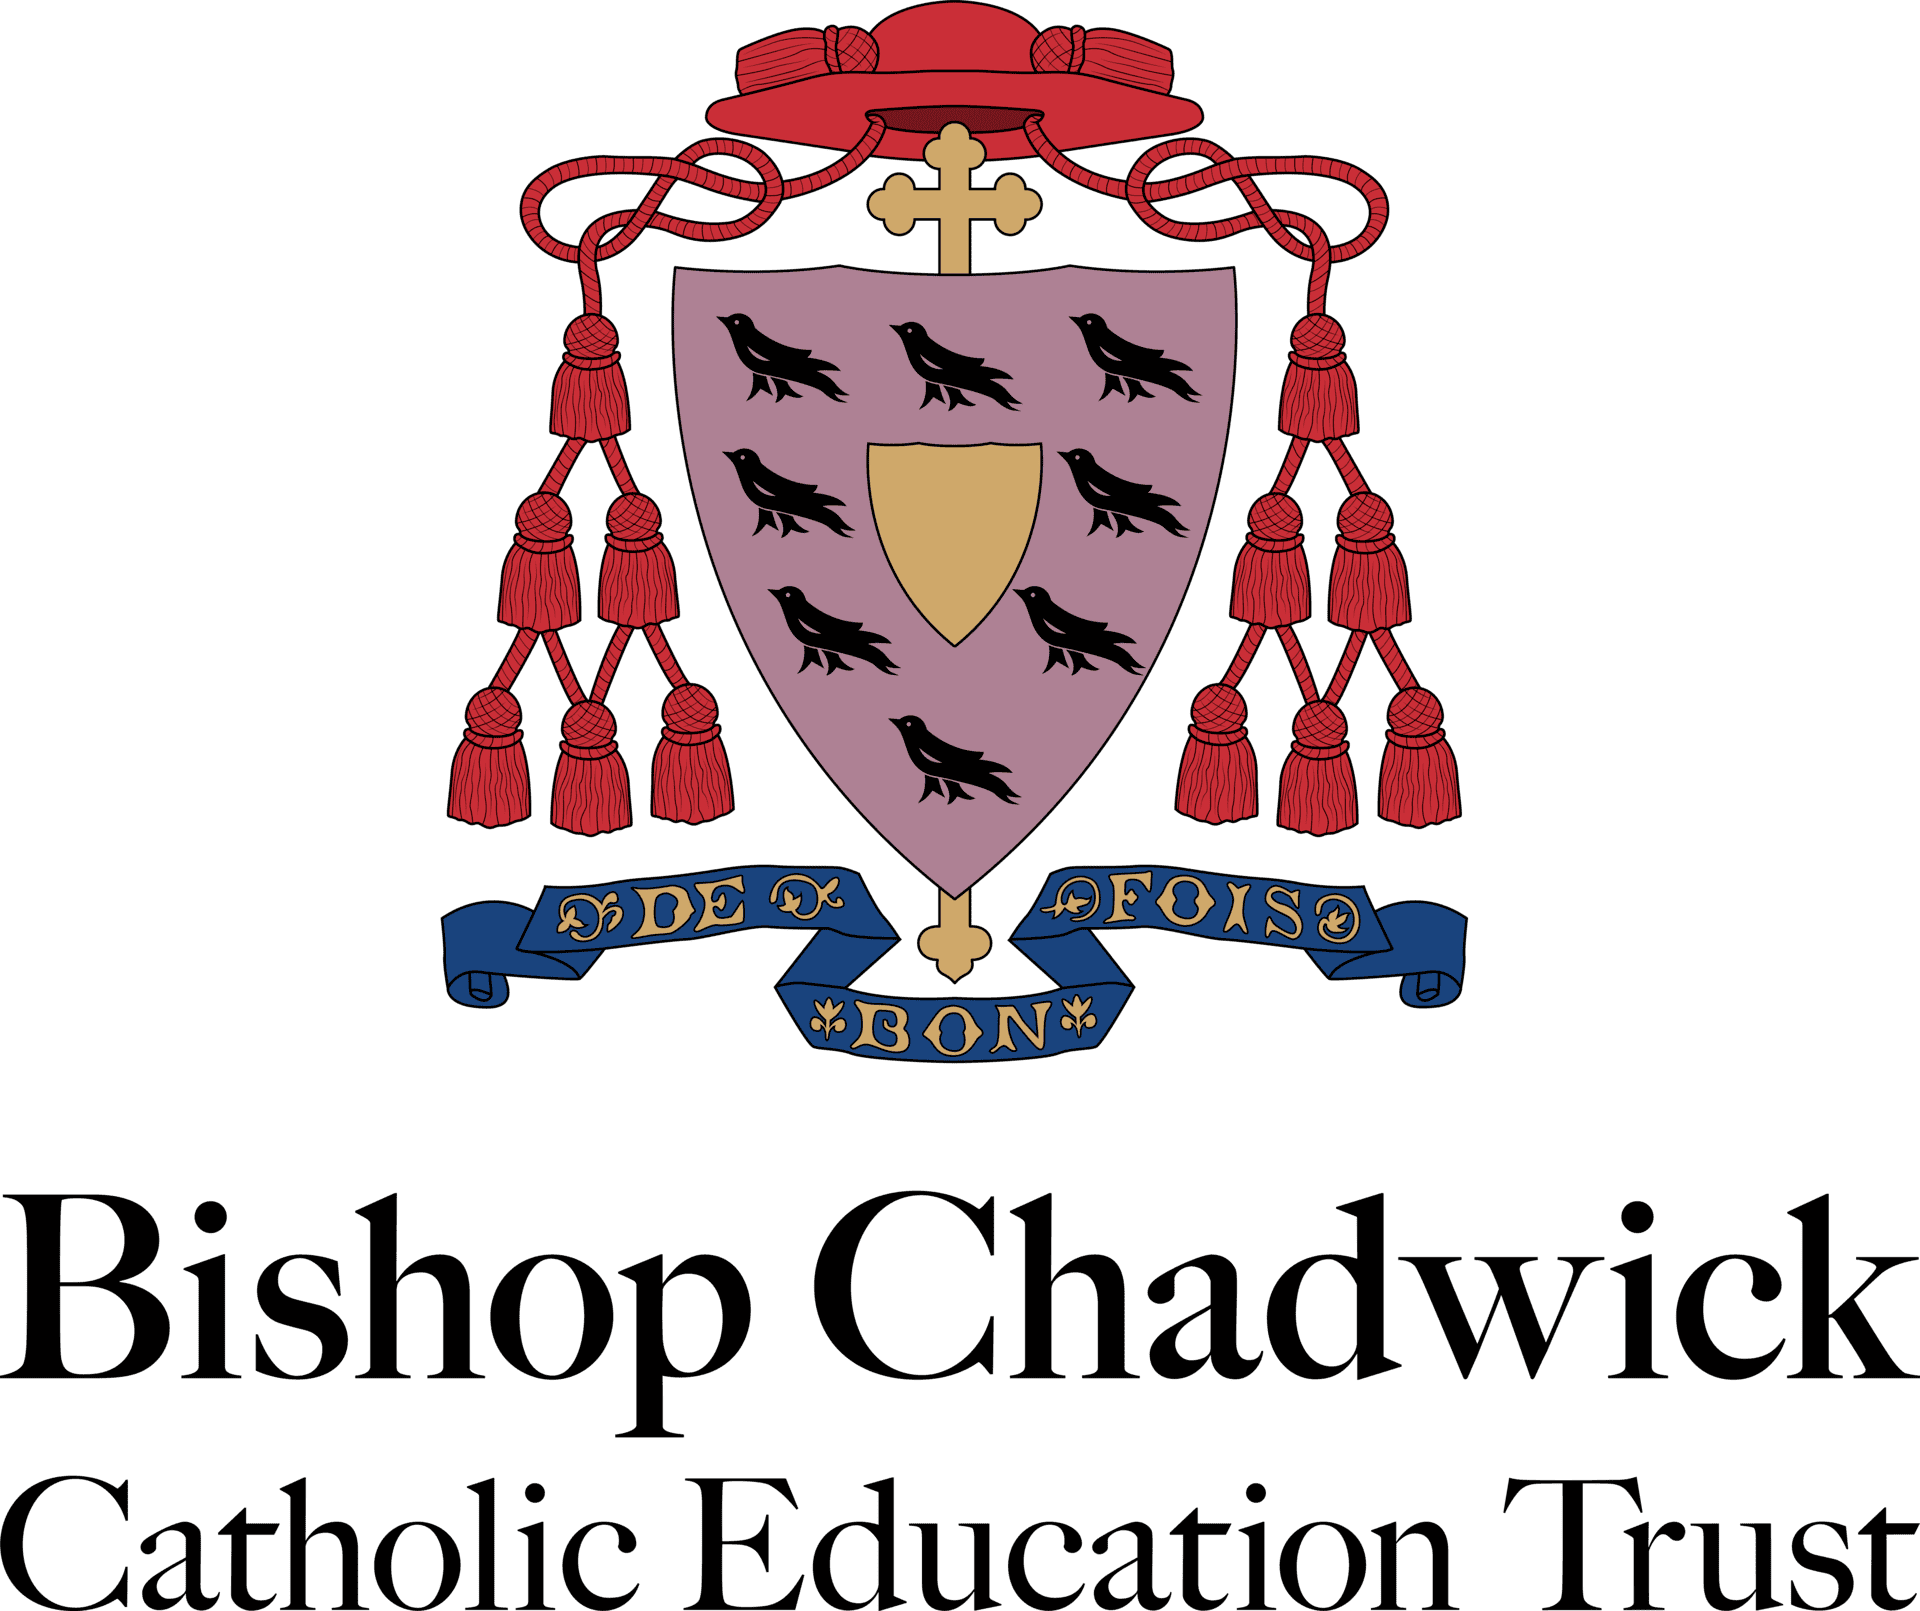 DE
FOIS
BON
Bishop Chadwick
Catholic Education Trust